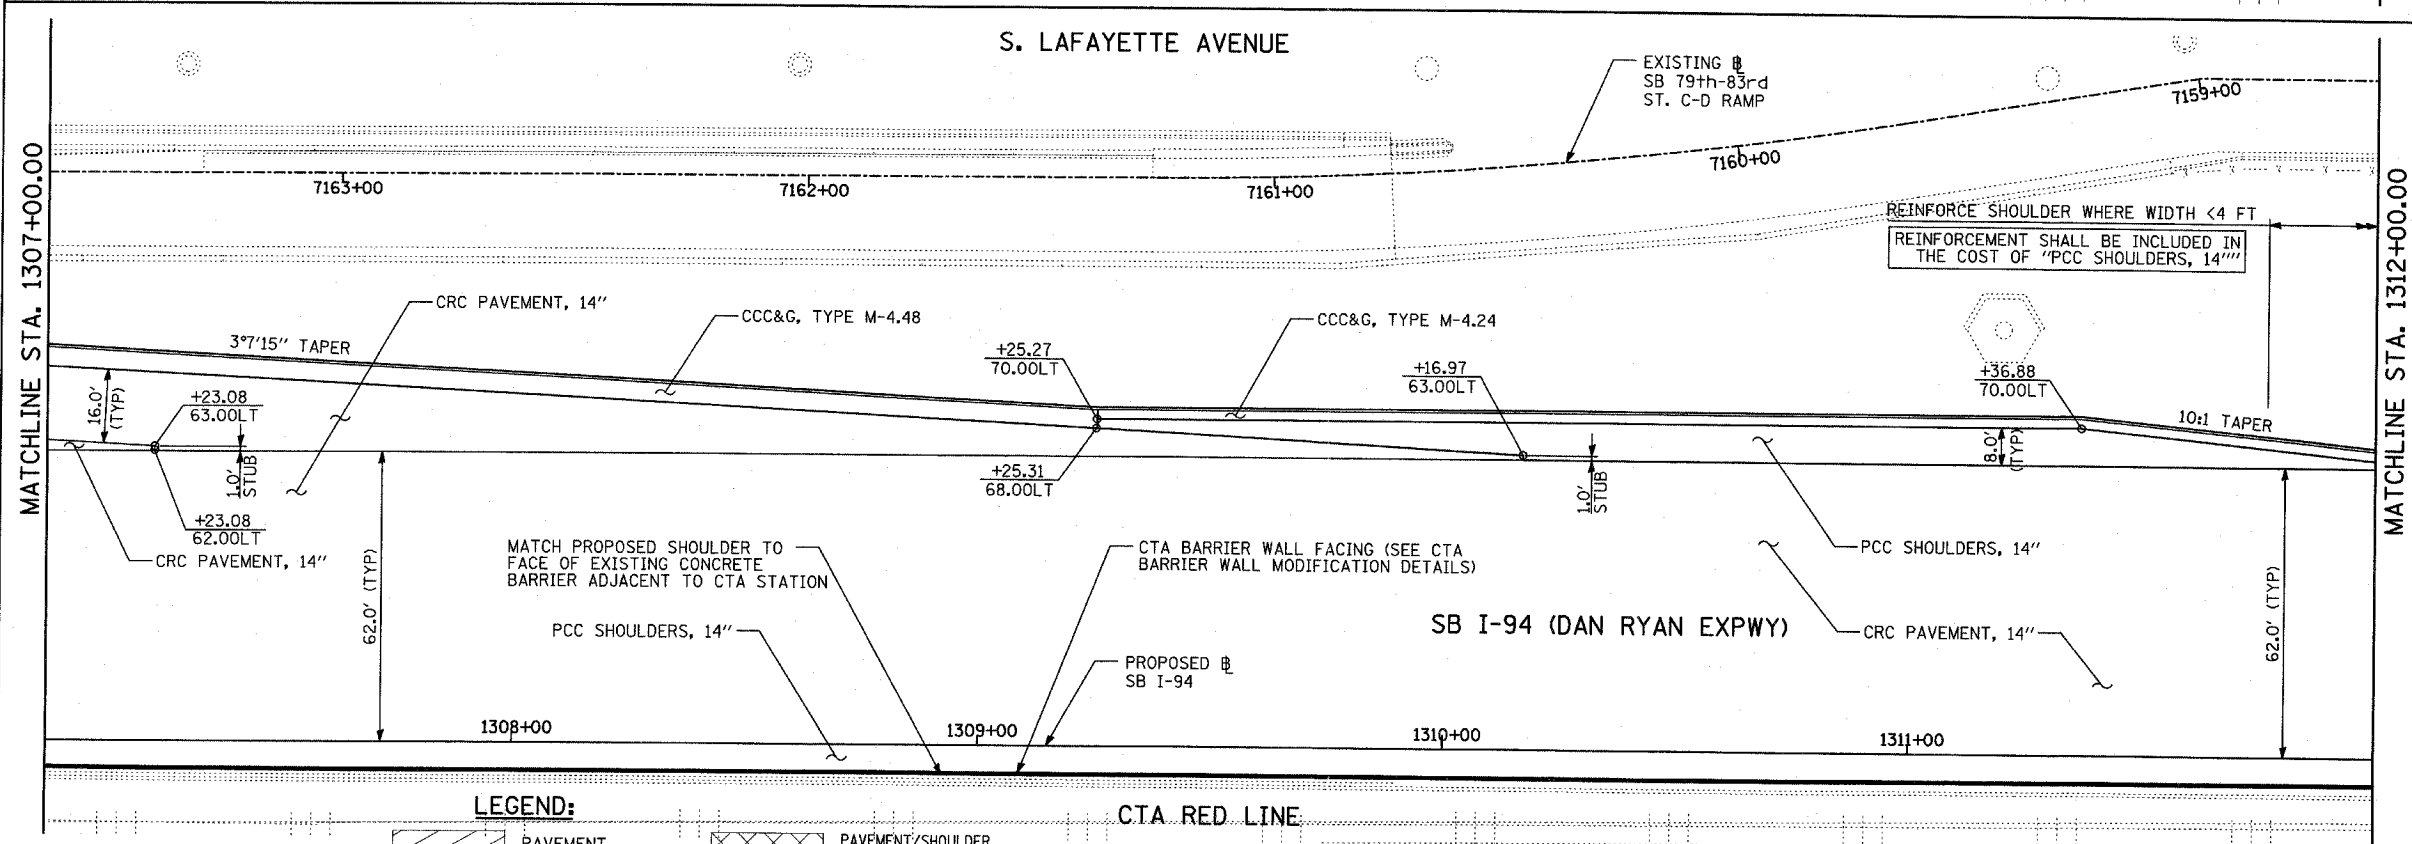 S. LAFAYETTE AVENUE
EXISTING ℄
SB 79th-83rd
ST. C-D RAMP
7159+00
7160+00
7161+00
7162+00
7163+00
MATCHLINE STA. 1307+00.00
MATCHLINE STA. 1312+00.00
REINFORCE SHOULDER WHERE WIDTH <4 FT
REINFORCEMENT SHALL BE INCLUDED IN
THE COST OF "PCC SHOULDERS, 14""
CRC PAVEMENT, 14"
CCC&G, TYPE M-4.48
CCC&G, TYPE M-4.24
3°7'15" TAPER
+25.27
70.00LT
+16.97
63.00LT
+36.88
70.00LT
10:1 TAPER
16.0'
(TYP)
+23.08
63.00LT
1.0'
STUB
+23.08
62.00LT
CRC PAVEMENT, 14"
+25.31
68.00LT
1.0'
STUB
8.0'
(TYP)
62.0' (TYP)
MATCH PROPOSED SHOULDER TO
FACE OF EXISTING CONCRETE
BARRIER ADJACENT TO CTA STATION
CTA BARRIER WALL FACING (SEE CTA
BARRIER WALL MODIFICATION DETAILS)
PCC SHOULDERS, 14"
PCC SHOULDERS, 14"
SB I-94 (DAN RYAN EXPWY)
CRC PAVEMENT, 14"
62.0' (TYP)
PROPOSED ℄
SB I-94
1308+00
1309+00
1310+00
1311+00
LEGEND:
CTA RED LINE
PAVEMENT
PAVEMENT/SHOULDER